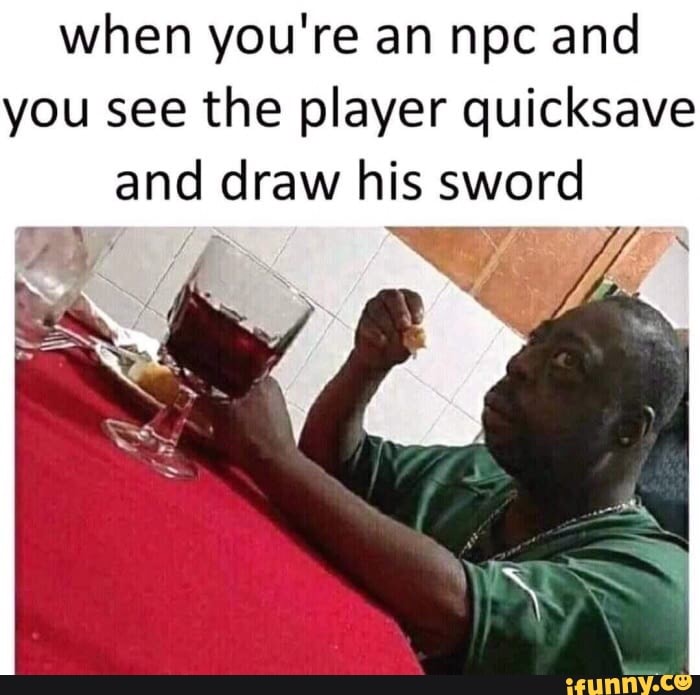 when you're an npc and
you see the player quicksave
and draw his sword
ifunny.co